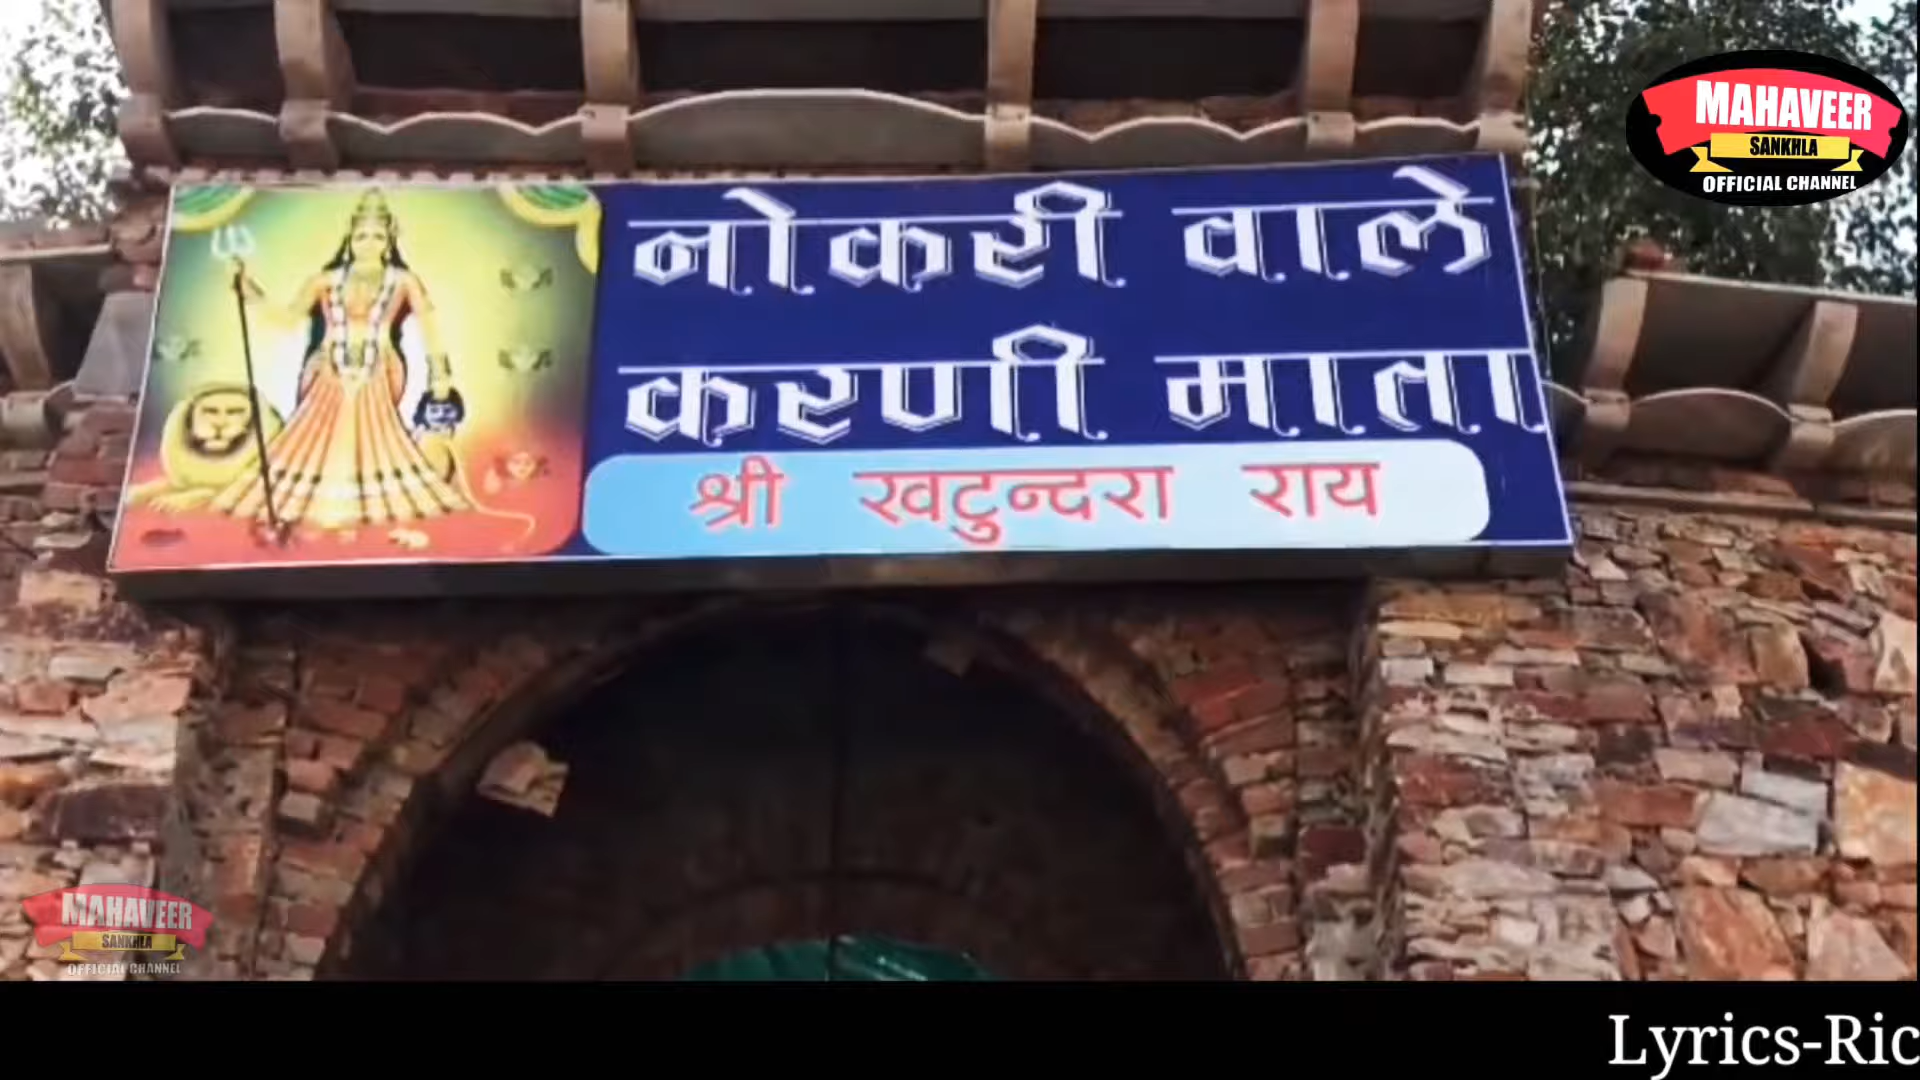 MAHAVEER
SANKHLA
OFFICIAL CHANNEL
नोकरी वाले
करणी माता
श्री खटुन्दरा राय
MAHAVEER
SANKHLA
OFFICIAL CHANNEL
Lyrics-Ric